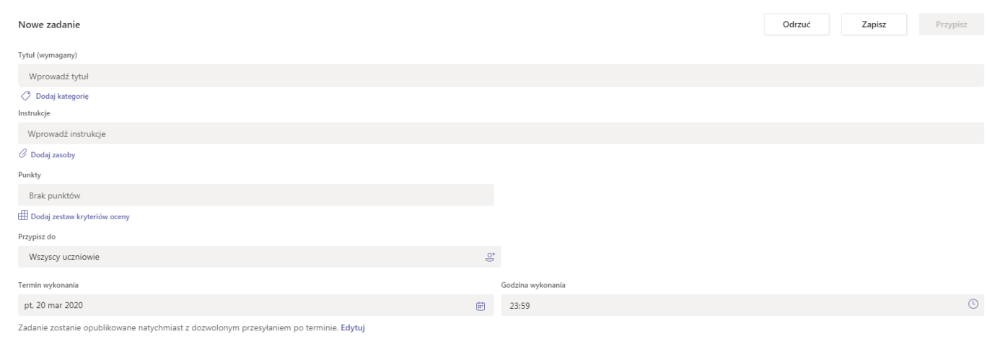 Nowe zadanie
Odrzuć
Zapisz
Przypisz
Tytuł (wymagany)
Wprowadź tytuł
Dodaj kategorię
Instrukcje
Wprowadź instrukcje
Dodaj zasoby
Punkty
Brak punktów
Dodaj zestaw kryteriów oceny
Przypisz do
Wszyscy uczniowie
Termin wykonania
Godzina wykonania
pt, 20 mar 2020
23:59
Zadanie zostanie opublikowane natychmiast z dozwolonym przesyłaniem po terminie. Edytuj